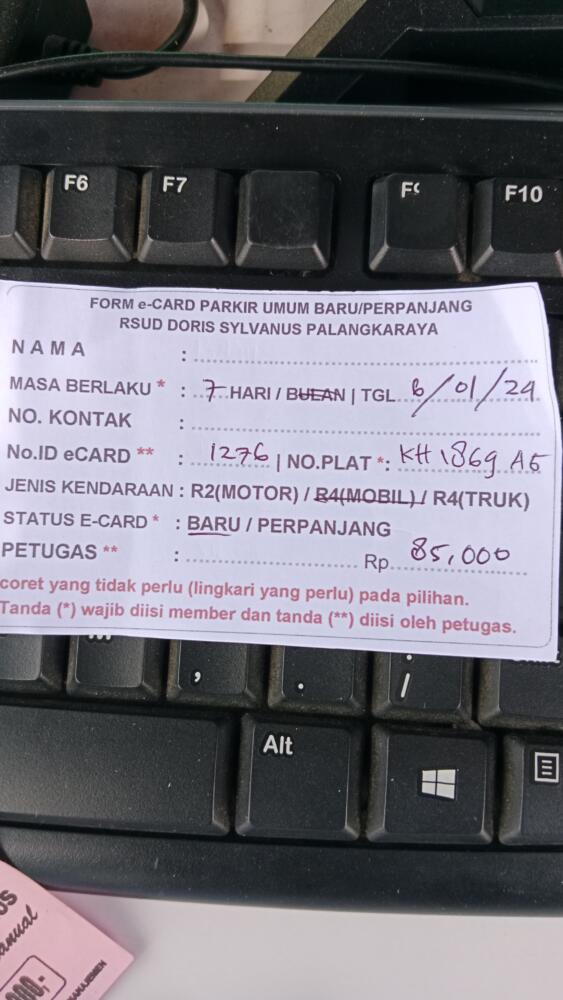 F6 F7 F9 F10
FORM e-CARD PARKIR UMUM BARU/PERPANJANG
RSUD DORIS SYLVANUS PALANGKARAYA
NAMA :
MASA BERLAKU * : 7 HARI / BULAN | TGL 6/01/24
NO. KONTAK :
No.ID eCARD ** : 1276 | NO.PLAT *: KH 1869 AE
JENIS KENDARAAN : R2(MOTOR) / R4(MOBIL) / R4(TRUK)
STATUS E-CARD * : BARU / PERPANJANG
PETUGAS ** : Rp 85,000
coret yang tidak perlu (lingkari yang perlu) pada pilihan.
Tanda (*) wajib diisi member dan tanda (**) diisi oleh petugas.
M
, . /
Alt